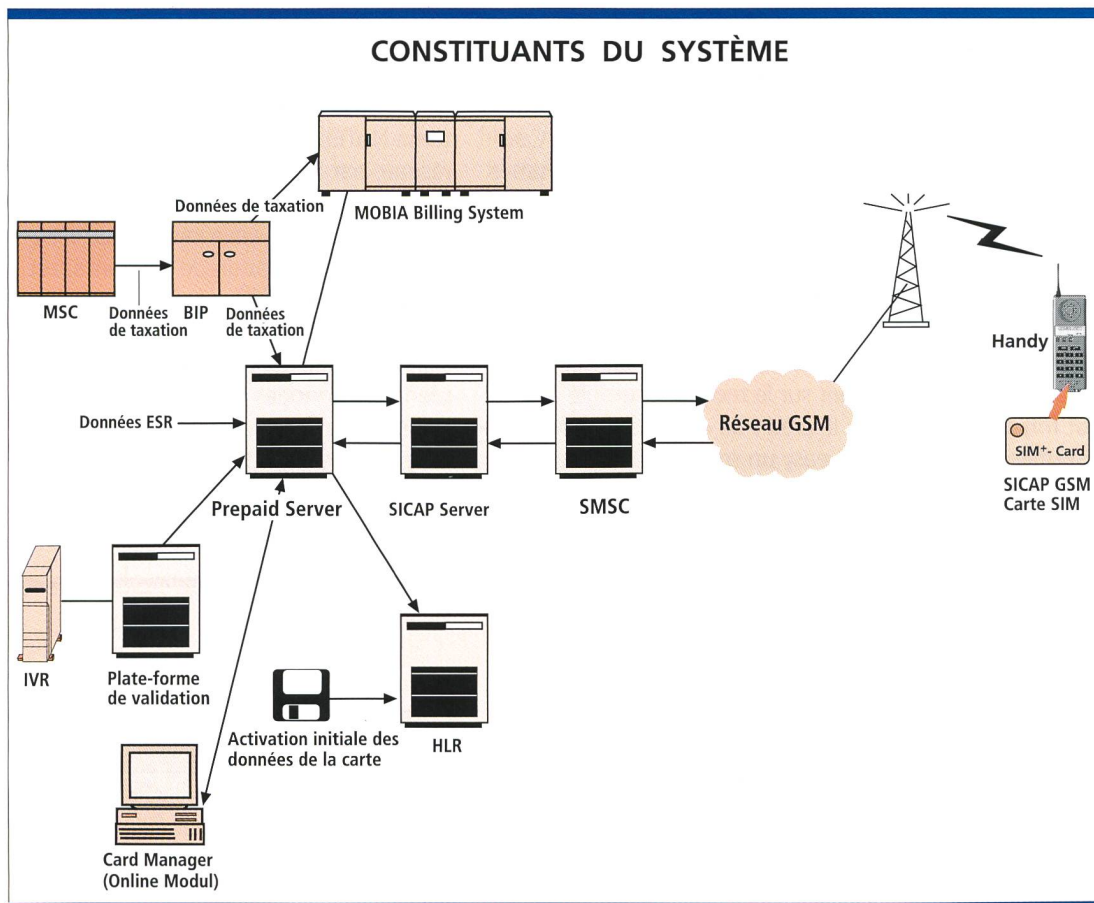 CONSTITUANTS DU SYSTÈME
Données de taxation
MOBIA Billing System
MSC
Données
de taxation
BIP
Données
de taxation
Handy
Données ESR
Réseau GSM
SIM+- Card
Prepaid Server
SICAP Server
SMSC
SICAP GSM
Carte SIM
IVR
Plate-forme
de validation
Activation initiale des
données de la carte
HLR
Card Manager
(Online Modul)